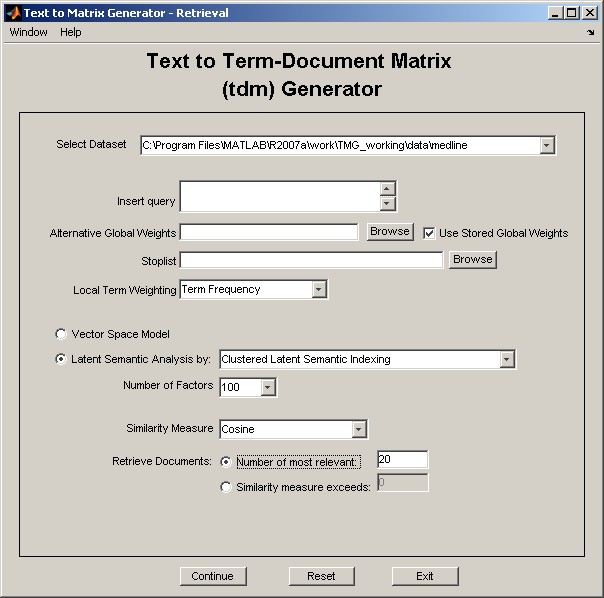 Text to Matrix Generator - Retrieval
Window Help
Text to Term-Document Matrix
(tdm) Generator
Select Dataset C:\Program Files\MATLAB\R2007a\work\TMG_working\data\medline
Insert query
Alternative Global Weights Browse Use Stored Global Weights
Stoplist Browse
Local Term Weighting Term Frequency
Vector Space Model
Latent Semantic Analysis by: Clustered Latent Semantic Indexing
Number of Factors 100
Similarity Measure Cosine
Retrieve Documents: Number of most relevant: 20
Similarity measure exceeds: 0
Continue Reset Exit